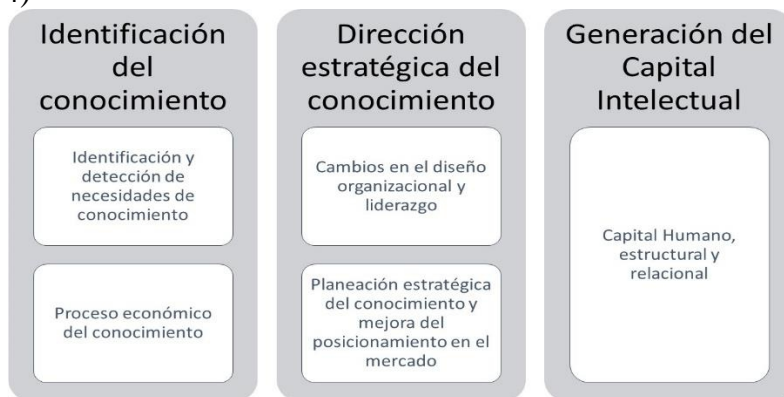 4)
Identificación
del
conocimiento
Identificación y
detección de
necesidades de
conocimiento
Proceso económico
del conocimiento
Dirección
estratégica del
conocimiento
Cambios en el diseño
organizacional y
liderazgo
Planeación estratégica
del conocimiento y
mejora del
posicionamiento en el
mercado
Generación del
Capital
Intelectual
Capital Humano,
estructural y
relacional